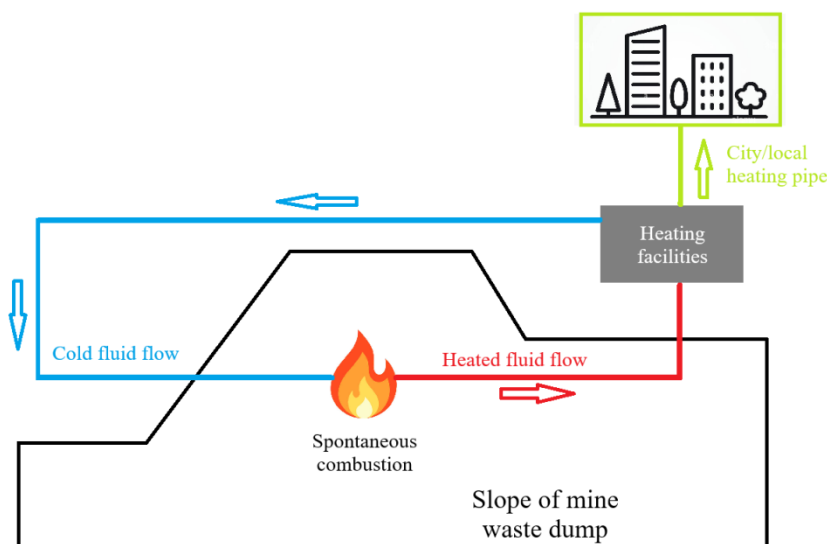 City/local
heating pipe
Heating
facilities
Cold fluid flow
Heated fluid flow
Spontaneous
combustion
Slope of mine
waste dump